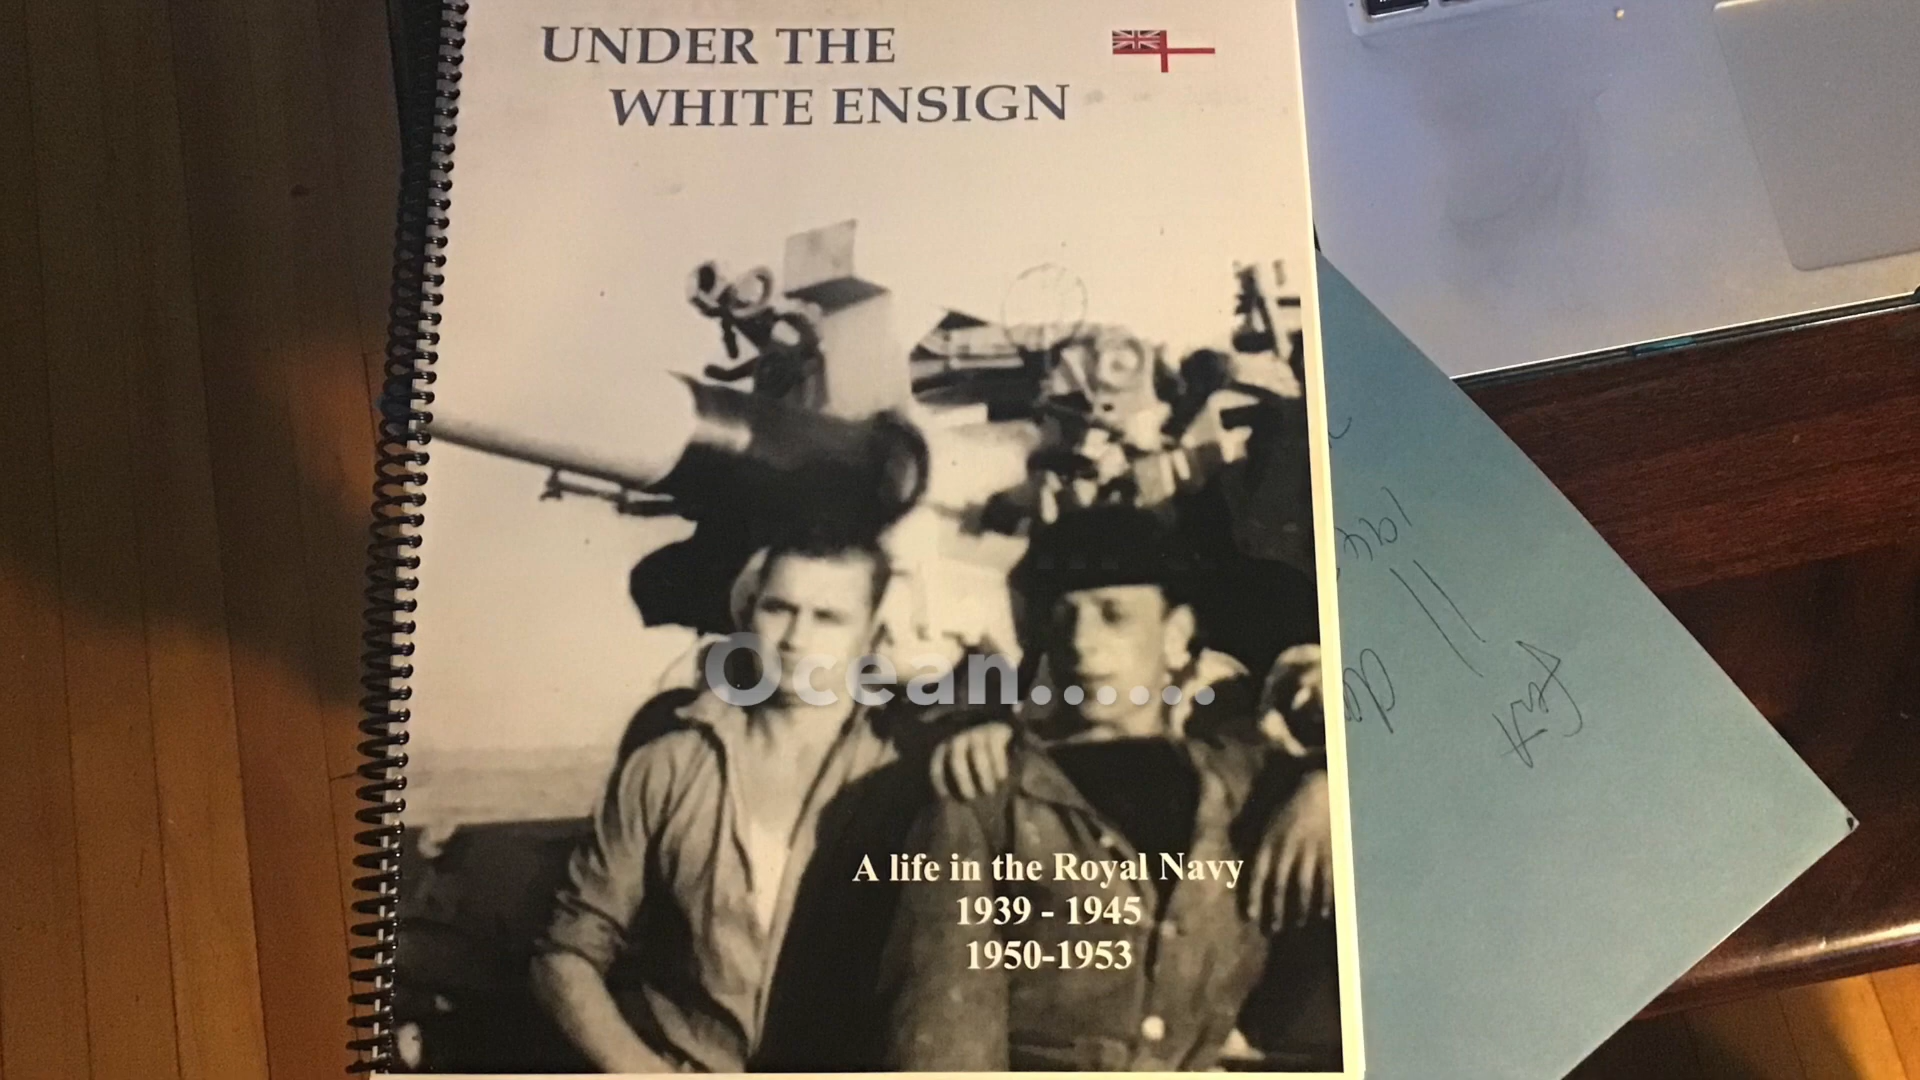 UNDER THE
WHITE ENSIGN
Ocean......
A life in the Royal Navy
1939 - 1945
1950-1953